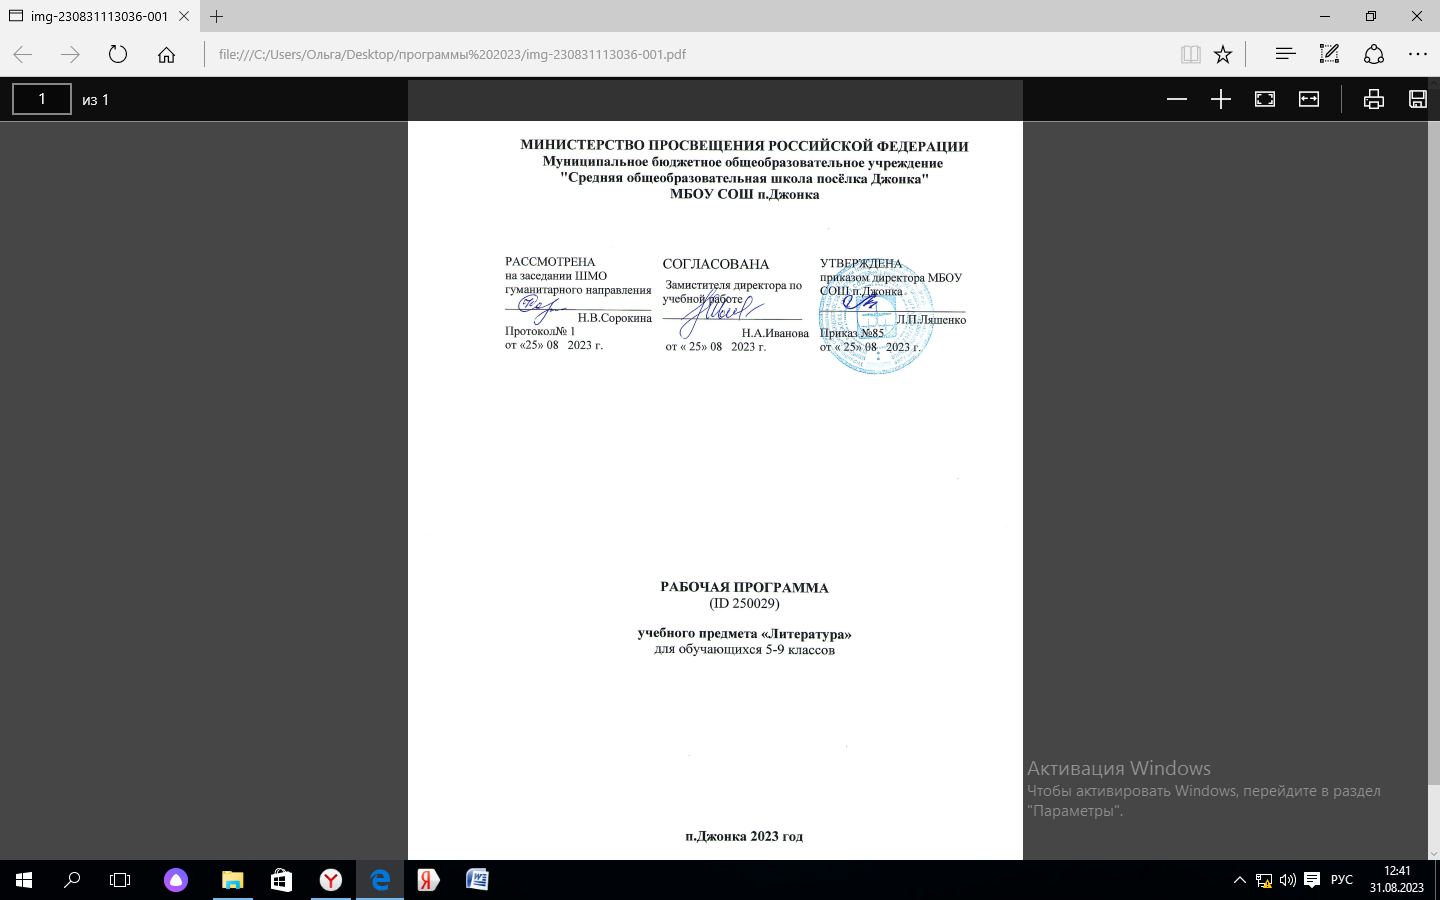 img-230831113036-001
file:///C:/Users/Ольга/Desktop/программы%202023/img-230831113036-001.pdf
1 из 1
МИНИСТЕРСТВО ПРОСВЕЩЕНИЯ РОССИЙСКОЙ ФЕДЕРАЦИИ
Муниципальное бюджетное общеобразовательное учреждение
"Средняя общеобразовательная школа посёлка Джонка"
МБОУ СОШ п.Джонка
РАССМОТРЕНА
на заседании ШМО
гуманитарного направления
Н.В.Сорокина
Протокол№ 1
от «25» 08 2023 г.
СОГЛАСОВАНА
Замистителя директора по
учебной работе
Н.А.Иванова
от « 25» 08 2023 г.
УТВЕРЖДЕНА
приказом директора МБОУ
СОШ п.Джонка
Л.П.Ляшенко
Приказ №85
от « 25» 08 2023 г.
РАБОЧАЯ ПРОГРАММА
(ID 250029)
учебного предмета «Литература»
для обучающихся 5-9 классов
п.Джонка 2023 год
Активация Windows
Чтобы активировать Windows, перейдите в раздел
"Параметры".
РУС
12:41
31.08.2023